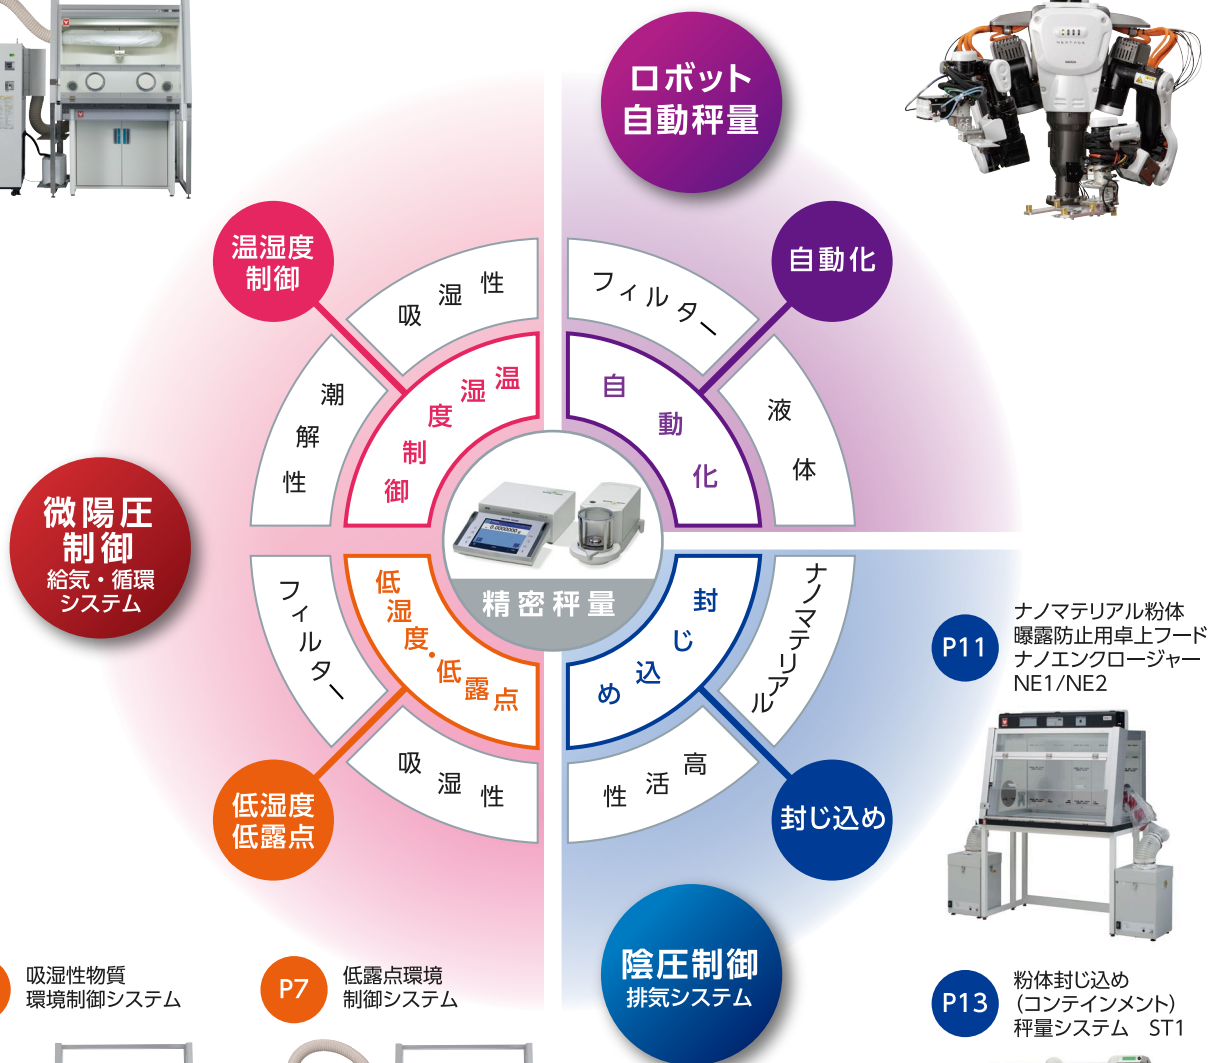 ロボット
自動秤量
温湿度
制御
自動化
吸湿性
フィルター
潮解性
温湿度制御
自動化
液体
微陽圧
制御
給気・循環
システム
精密秤量
フィルター
低湿度・低露点
封じ込め
ナノマテリアル
吸湿性
高活性
低湿度
低露点
封じ込め
P11
ナノマテリアル粉体
曝露防止用卓上フード
ナノエンクロージャー
NE1/NE2
陰圧制御
排気システム
吸湿性物質
環境制御システム
P7
低露点環境
制御システム
P13
粉体封じ込め
（コンテインメント）
秤量システム　ST1